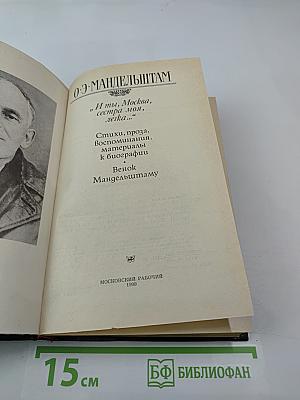 О·Э·МАНДЕЛЬШТАМ
„И ты, Москва,
сестра моя,
легка...“
Стихи, проза,
воспоминания,
материалы
к биографии
•
Венок
Мандельштаму
МОСКОВСКИЙ РАБОЧИЙ
1990
15 см
БФ БИБЛИОФАН